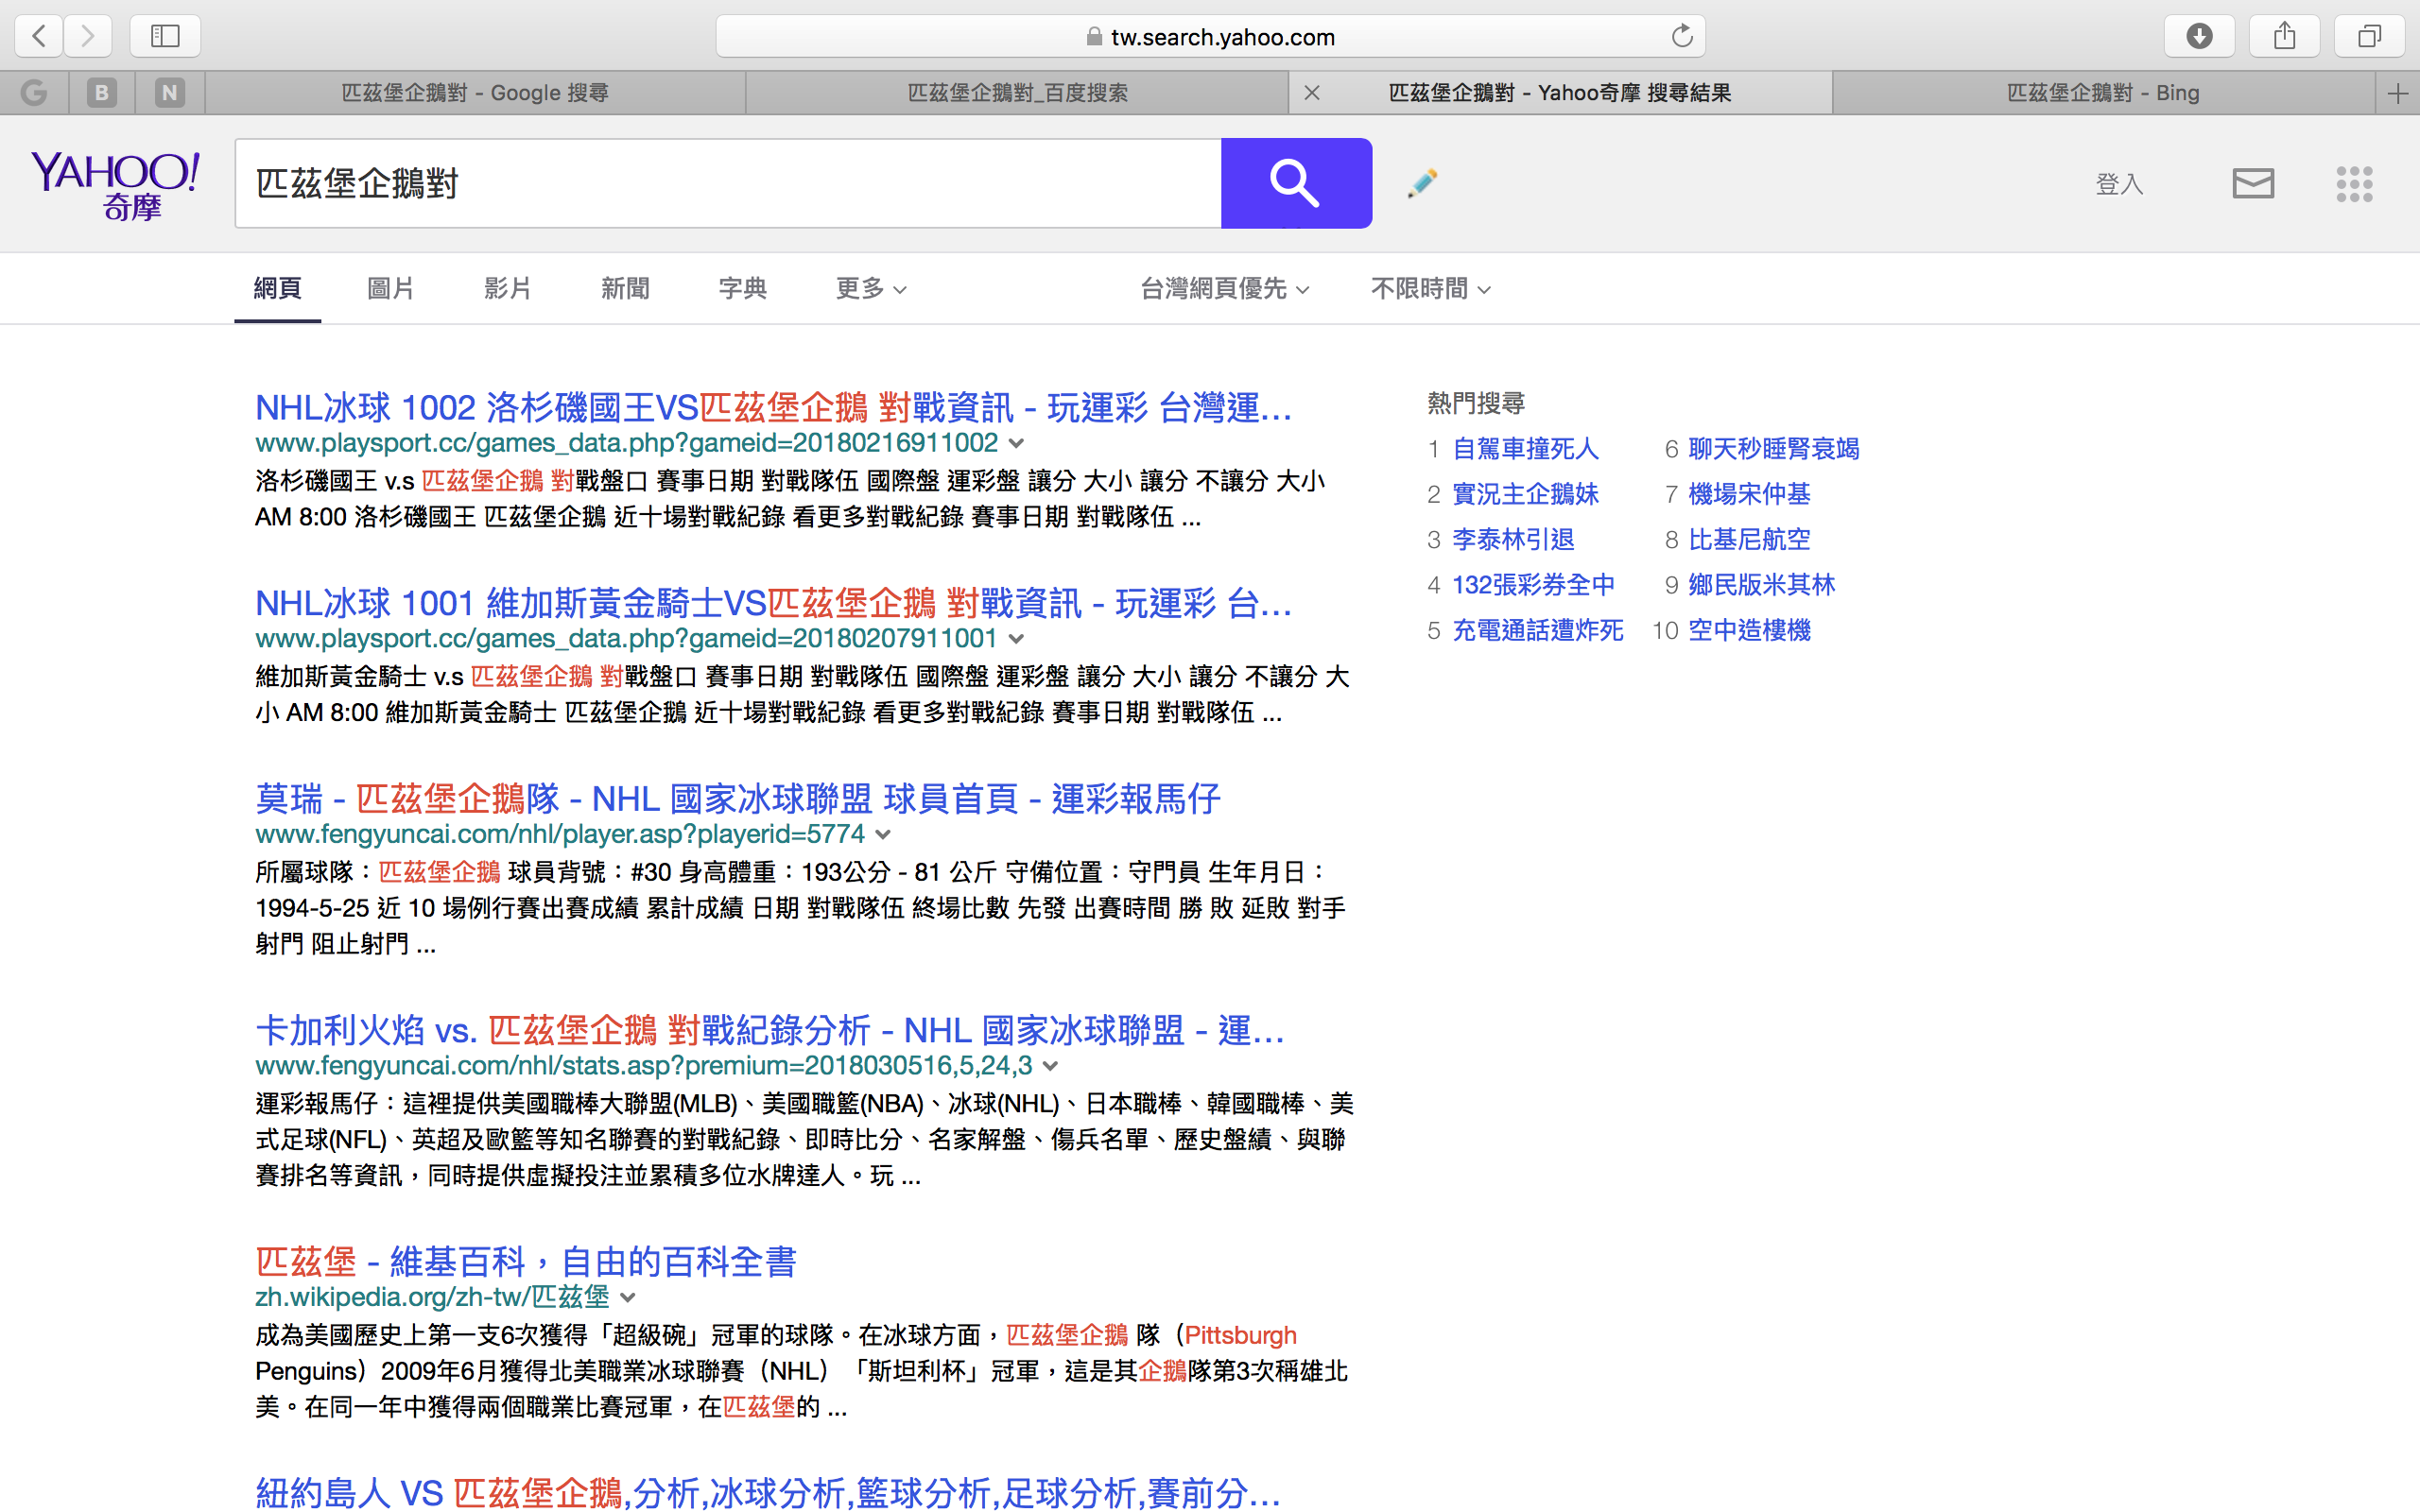 tw.search.yahoo.com
G B N 匹茲堡企鵝對 - Google 搜尋 匹茲堡企鵝對_百度搜索 匹茲堡企鵝對 - Yahoo奇摩 搜尋結果 匹茲堡企鵝對 - Bing
YAHOO!
奇摩
匹茲堡企鵝對
登入
網頁 圖片 影片 新聞 字典 更多 台灣網頁優先 不限時間
NHL冰球 1002 洛杉磯國王VS匹茲堡企鵝 對戰資訊 - 玩運彩 台灣運...
www.playsport.cc/games_data.php?gameid=20180216911002
洛杉磯國王 v.s 匹茲堡企鵝 對戰盤口 賽事日期 對戰隊伍 國際盤 運彩盤 讓分 大小 讓分 不讓分 大小
AM 8:00 洛杉磯國王 匹茲堡企鵝 近十場對戰紀錄 看更多對戰紀錄 賽事日期 對戰隊伍 ...
NHL冰球 1001 維加斯黃金騎士VS匹茲堡企鵝 對戰資訊 - 玩運彩 台...
www.playsport.cc/games_data.php?gameid=20180207911001
維加斯黃金騎士 v.s 匹茲堡企鵝 對戰盤口 賽事日期 對戰隊伍 國際盤 運彩盤 讓分 大小 讓分 不讓分 大
小 AM 8:00 維加斯黃金騎士 匹茲堡企鵝 近十場對戰紀錄 看更多對戰紀錄 賽事日期 對戰隊伍 ...
莫瑞 - 匹茲堡企鵝隊 - NHL 國家冰球聯盟 球員首頁 - 運彩報馬仔
www.fengyuncai.com/nhl/player.asp?playerid=5774
所屬球隊：匹茲堡企鵝 球員背號：#30 身高體重：193公分 - 81 公斤 守備位置：守門員 生年月日：
1994-5-25 近 10 場例行賽出賽成績 累計成績 日期 對戰隊伍 終場比數 先發 出賽時間 勝 敗 延敗 對手
射門 阻止射門 ...
卡加利火焰 vs. 匹茲堡企鵝 對戰紀錄分析 - NHL 國家冰球聯盟 - 運...
www.fengyuncai.com/nhl/stats.asp?premium=2018030516,5,24,3
運彩報馬仔：這裡提供美國職棒大聯盟(MLB)、美國職籃(NBA)、冰球(NHL)、日本職棒、韓國職棒、美
式足球(NFL)、英超及歐籃等知名聯賽的對戰紀錄、即時比分、名家解盤、傷兵名單、歷史盤績、與聯
賽排名等資訊，同時提供虛擬投注並累積多位水牌達人。玩 ...
匹茲堡 - 維基百科，自由的百科全書
zh.wikipedia.org/zh-tw/匹兹堡
成為美國歷史上第一支6次獲得「超級碗」冠軍的球隊。在冰球方面，匹茲堡企鵝 隊（Pittsburgh
Penguins）2009年6月獲得北美職業冰球聯賽（NHL）「斯坦利杯」冠軍，這是其企鵝隊第3次稱雄北
美。在同一年中獲得兩個職業比賽冠軍，在匹茲堡的 ...
紐約島人 VS 匹茲堡企鵝,分析,冰球分析,籃球分析,足球分析,賽前分...
熱門搜尋
1 自駕車撞死人 6 聊天秒睡腎衰竭
2 實況主企鵝妹 7 機場宋仲基
3 李泰林引退 8 比基尼航空
4 132張彩券全中 9 鄉民版米其林
5 充電通話遭炸死 10 空中造樓機